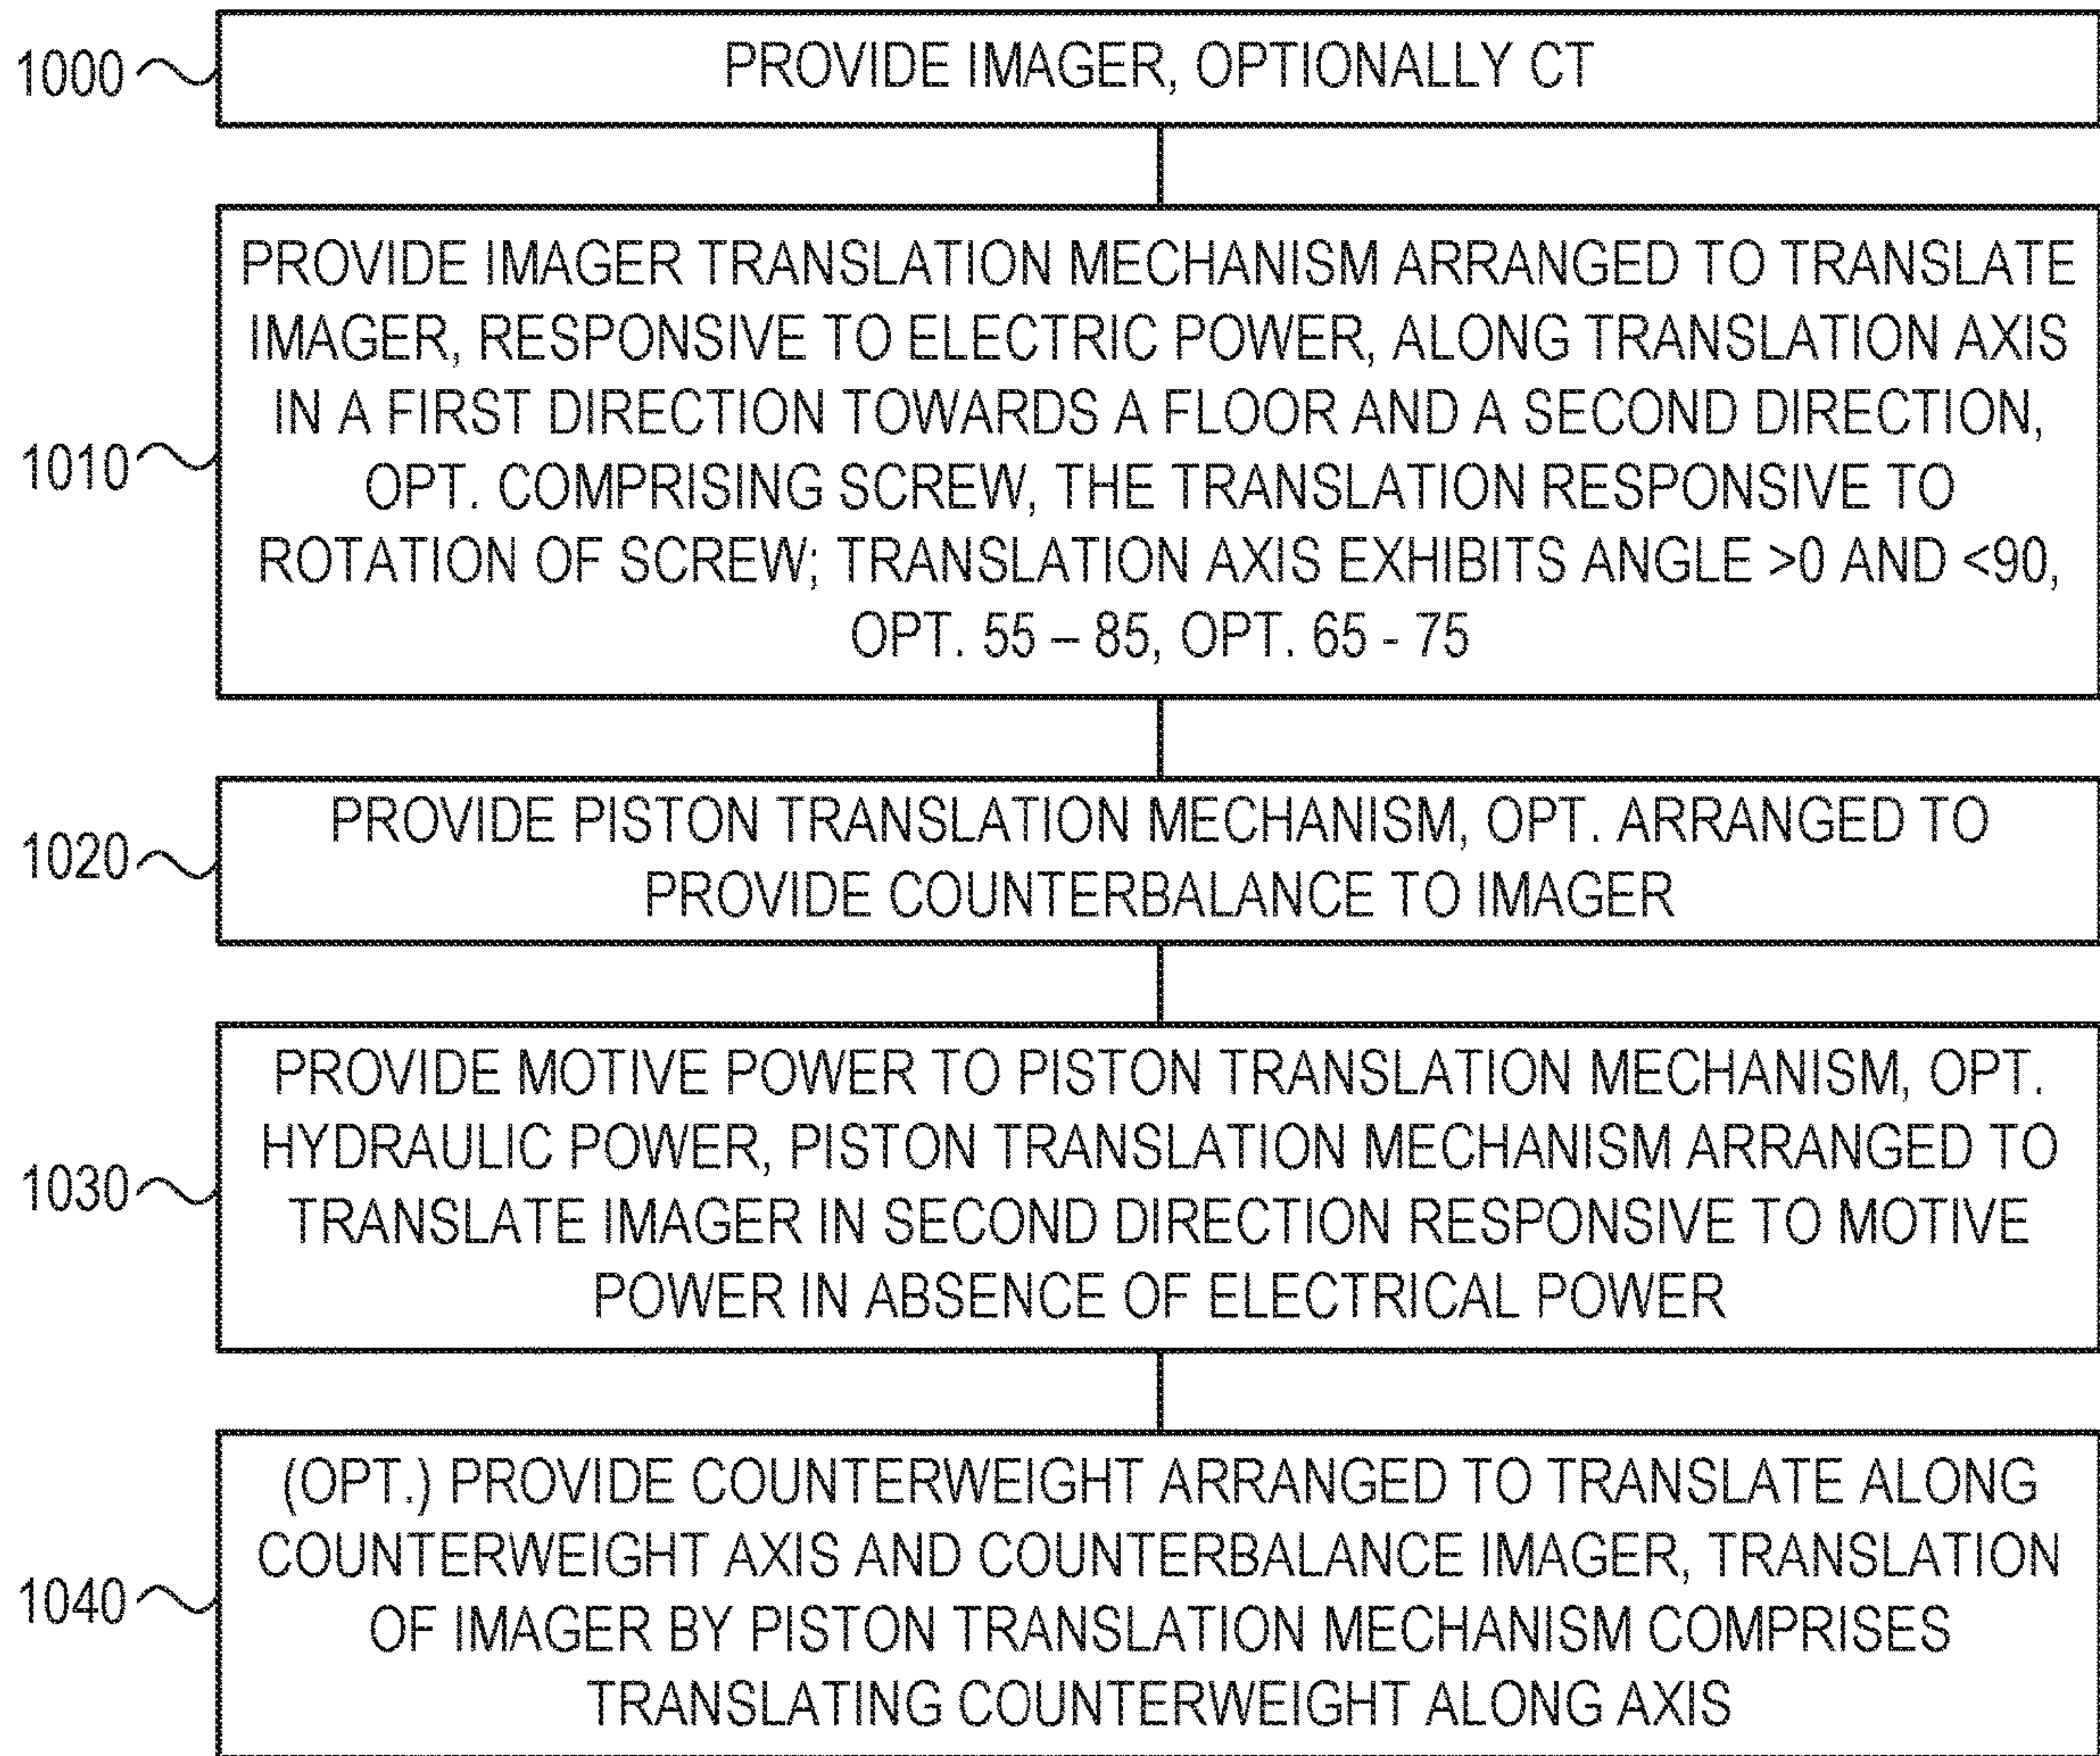 1000
PROVIDE IMAGER, OPTIONALLY CT
1010
PROVIDE IMAGER TRANSLATION MECHANISM ARRANGED TO TRANSLATE
IMAGER, RESPONSIVE TO ELECTRIC POWER, ALONG TRANSLATION AXIS
IN A FIRST DIRECTION TOWARDS A FLOOR AND A SECOND DIRECTION,
OPT. COMPRISING SCREW, THE TRANSLATION RESPONSIVE TO
ROTATION OF SCREW; TRANSLATION AXIS EXHIBITS ANGLE >0 AND <90,
OPT. 55 – 85, OPT. 65 - 75
1020
PROVIDE PISTON TRANSLATION MECHANISM, OPT. ARRANGED TO
PROVIDE COUNTERBALANCE TO IMAGER
1030
PROVIDE MOTIVE POWER TO PISTON TRANSLATION MECHANISM, OPT.
HYDRAULIC POWER, PISTON TRANSLATION MECHANISM ARRANGED TO
TRANSLATE IMAGER IN SECOND DIRECTION RESPONSIVE TO MOTIVE
POWER IN ABSENCE OF ELECTRICAL POWER
1040
(OPT.) PROVIDE COUNTERWEIGHT ARRANGED TO TRANSLATE ALONG
COUNTERWEIGHT AXIS AND COUNTERBALANCE IMAGER, TRANSLATION
OF IMAGER BY PISTON TRANSLATION MECHANISM COMPRISES
TRANSLATING COUNTERWEIGHT ALONG AXIS